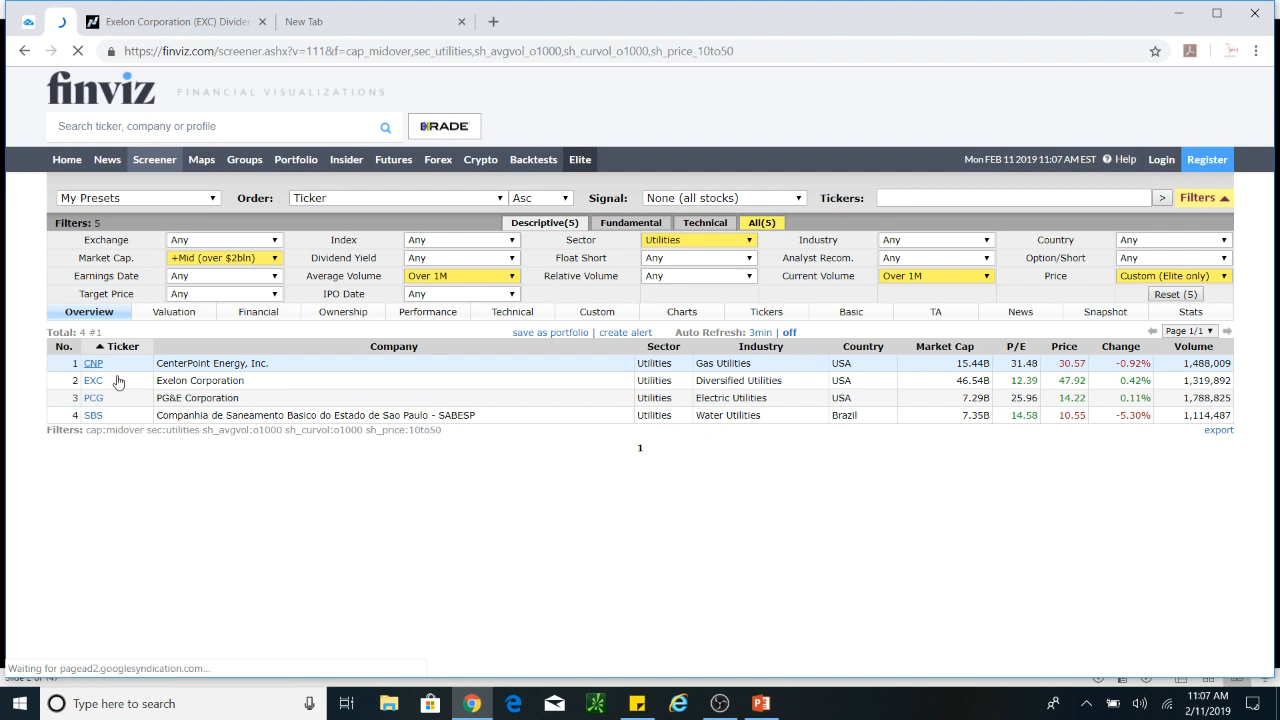 Exelon Corporation (EXC) Divider
New Tab
https://finviz.com/screener.ashx?v=111&f=cap_midover,sec_utilities,sh_avgvol_o1000,sh_curvol_o1000,sh_price_10to50
finviz FINANCIAL VISUALIZATIONS
Search ticker, company or profile
E*TRADE
Home News Screener Maps Groups Portfolio Insider Futures Forex Crypto Backtests Elite Mon FEB 11 2019 11:07 AM EST Help Login Register
My Presets Order: Ticker Asc Signal: None (all stocks) Tickers: > Filters
Filters: 5 Descriptive(5) Fundamental Technical All(5)
Exchange Any Index Any Sector Utilities Industry Any Country Any
Market Cap. +Mid (over $2bln) Dividend Yield Any Float Short Any Analyst Recom. Any Option/Short Any
Earnings Date Any Average Volume Over 1M Relative Volume Any Current Volume Over 1M Price Custom (Elite only)
Target Price Any IPO Date Any Reset (5)
Overview Valuation Financial Ownership Performance Technical Custom Charts Tickers Basic TA News Snapshot Stats
Total: 4 #1 save as portfolio | create alert Auto Refresh: 3min | off Page 1/1
No. Ticker Company Sector Industry Country Market Cap P/E Price Change Volume
1 CNP CenterPoint Energy, Inc. Utilities Gas Utilities USA 15.44B 31.48 30.57 -0.92% 1,488,009
2 EXC Exelon Corporation Utilities Diversified Utilities USA 46.54B 12.39 47.92 0.42% 1,319,892
3 PCG PG&E Corporation Utilities Electric Utilities USA 7.29B 25.96 14.22 0.11% 1,788,825
4 SBS Companhia de Saneamento Basico do Estado de Sao Paulo - SABESP Utilities Water Utilities Brazil 7.35B 14.58 10.55 -5.30% 1,114,487
Filters: cap:midover sec:utilities sh_avgvol:o1000 sh_curvol:o1000 sh_price:10to50 export
1
Waiting for pagead2.googlesyndication.com...
Slide 2 of 147
Type here to search
11:07 AM
2/11/2019